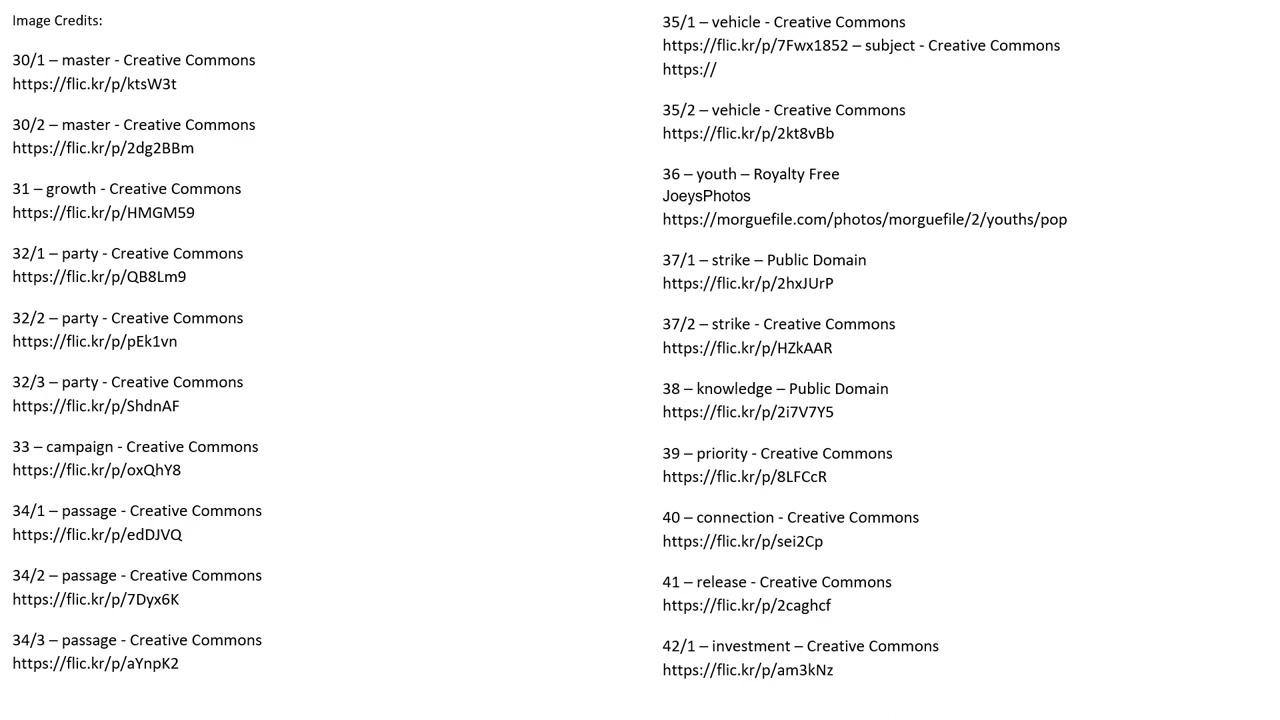 Image Credits:
30/1 – master - Creative Commons
https://flic.kr/p/ktsW3t
30/2 – master - Creative Commons
https://flic.kr/p/2dg2BBm
31 – growth - Creative Commons
https://flic.kr/p/HMGM59
32/1 – party - Creative Commons
https://flic.kr/p/QB8Lm9
32/2 – party - Creative Commons
https://flic.kr/p/pEk1vn
32/3 – party - Creative Commons
https://flic.kr/p/ShdnAF
33 – campaign - Creative Commons
https://flic.kr/p/oxQhY8
34/1 – passage - Creative Commons
https://flic.kr/p/edDJVQ
34/2 – passage - Creative Commons
https://flic.kr/p/7Dyx6K
34/3 – passage - Creative Commons
https://flic.kr/p/aYnpK2
35/1 – vehicle - Creative Commons
https://flic.kr/p/7Fwx1852 – subject - Creative Commons
https://
35/2 – vehicle - Creative Commons
https://flic.kr/p/2kt8vBb
36 – youth – Royalty Free
JoeysPhotos
https://morguefile.com/photos/morguefile/2/youths/pop
37/1 – strike – Public Domain
https://flic.kr/p/2hxJUrP
37/2 – strike - Creative Commons
https://flic.kr/p/HZkAAR
38 – knowledge – Public Domain
https://flic.kr/p/2i7V7Y5
39 – priority - Creative Commons
https://flic.kr/p/8LFCcR
40 – connection - Creative Commons
https://flic.kr/p/sei2Cp
41 – release - Creative Commons
https://flic.kr/p/2caghcf
42/1 – investment – Creative Commons
https://flic.kr/p/am3kNz